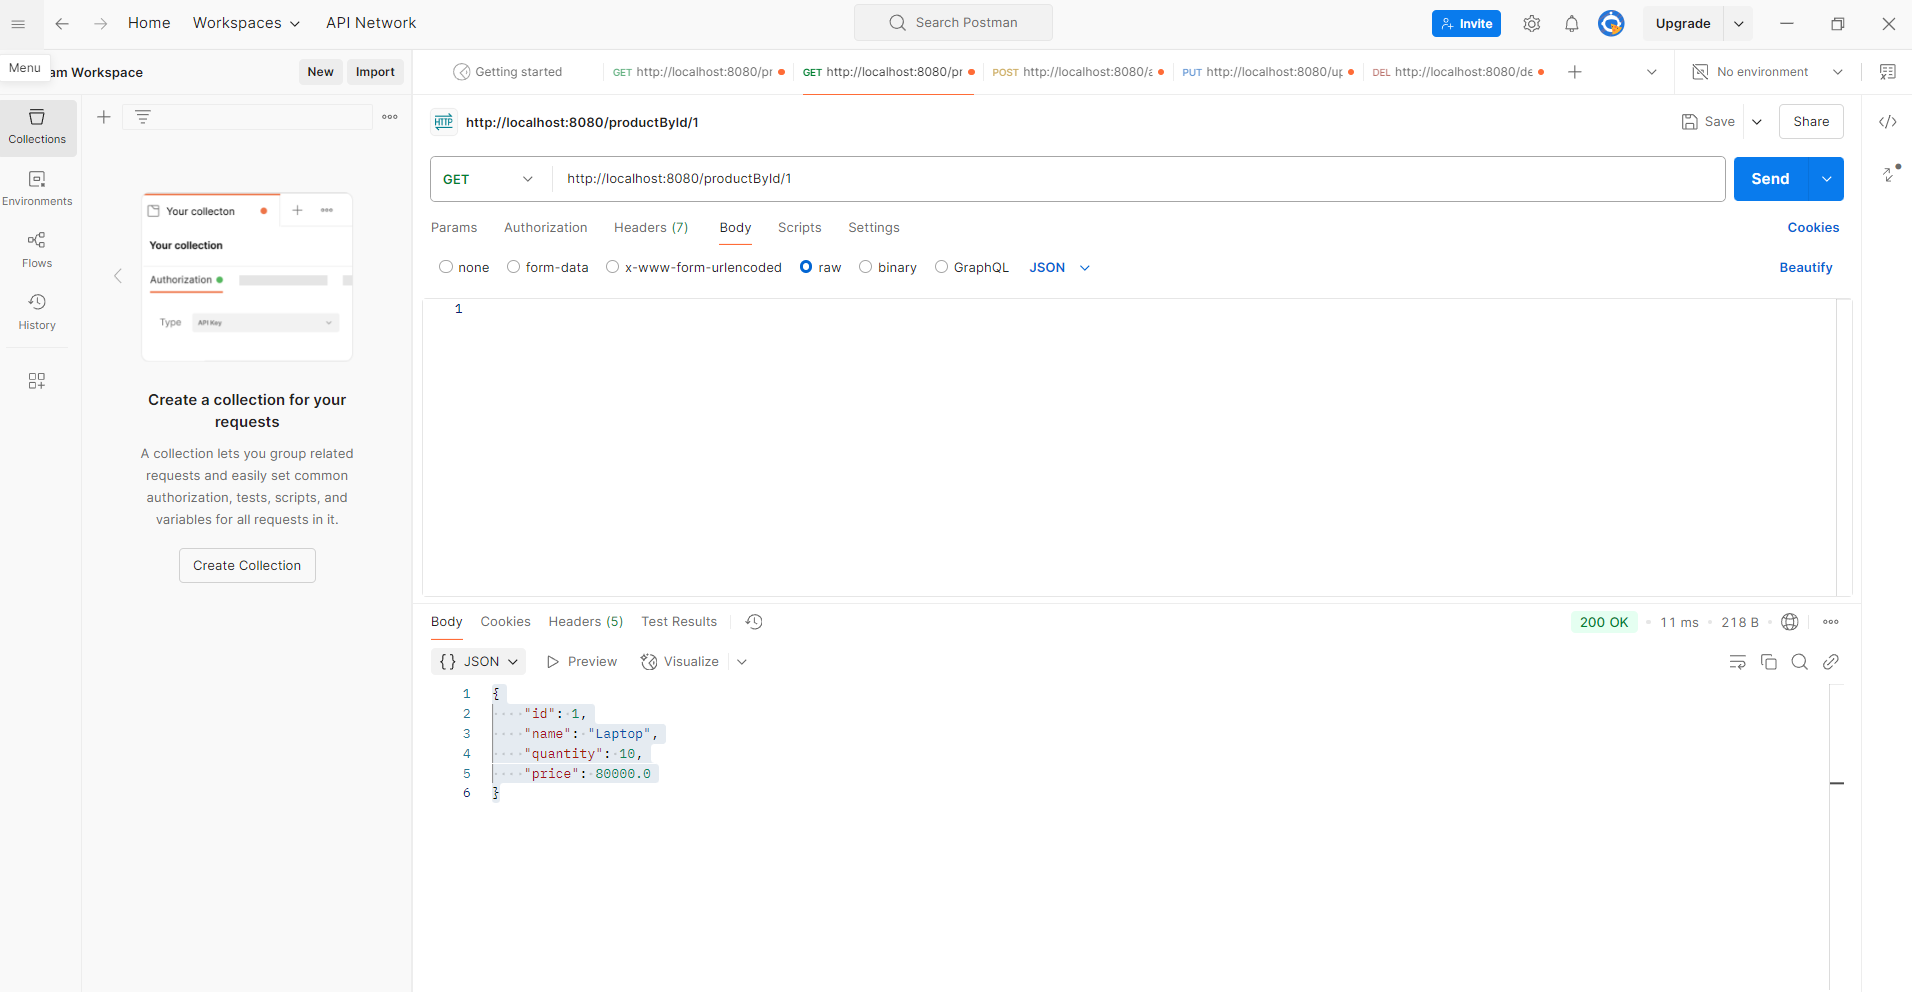 Home Workspaces API Network Search Postman Invite Upgrade
Menu
am Workspace New Import
Getting started GET http://localhost:8080/pr GET http://localhost:8080/pr POST http://localhost:8080/a PUT http://localhost:8080/up DEL http://localhost:8080/de No environment
Collections
Environments
Flows
History
Your collecton
Your collection
Authorization
Type API Key
Create a collection for your
requests
A collection lets you group related
requests and easily set common
authorization, tests, scripts, and
variables for all requests in it.
Create Collection
HTTP http://localhost:8080/productById/1 Save Share
GET http://localhost:8080/productById/1 Send
Params Authorization Headers (7) Body Scripts Settings Cookies
none form-data x-www-form-urlencoded raw binary GraphQL JSON Beautify
1
Body Cookies Headers (5) Test Results 200 OK 11 ms 218 B
{} JSON Preview Visualize
1 {
2 "id": 1,
3 "name": "Laptop",
4 "quantity": 10,
5 "price": 80000.0
6 }